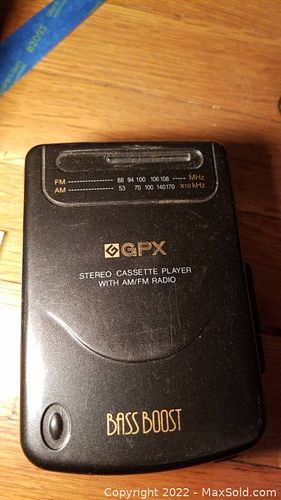 #2093
FM ------------ 88 94 100 106 108 ---- MHz
AM ------------ 53 70 100 140 170 X10 kHz
GPX
STEREO CASSETTE PLAYER
WITH AM/FM RADIO
BASS BOOST
Copyright 2022 - MaxSold.com